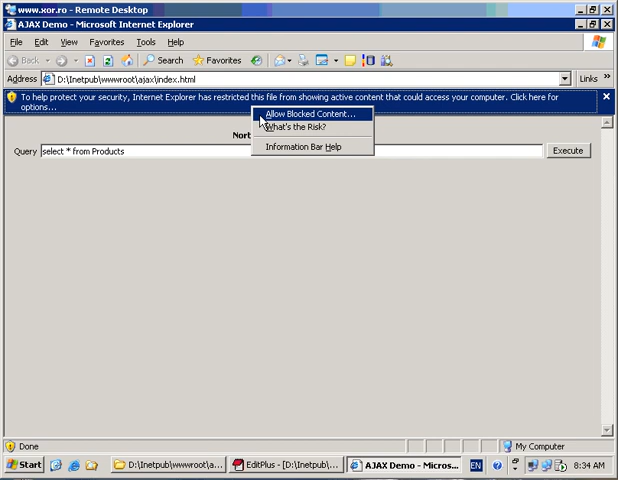 www.xor.ro - Remote Desktop
AJAX Demo - Microsoft Internet Explorer
File Edit View Favorites Tools Help
Back Search Favorites
Address D:\Inetpub\wwwroot\ajax\index.html Links »
To help protect your security, Internet Explorer has restricted this file from showing active content that could access your computer. Click here for
options...
Allow Blocked Content...
What's the Risk?
Information Bar Help
Nort
Query select * from Products Execute
Done My Computer
Start D:\Inetpub\wwwroot\a... EditPlus - [D:\Inetpub\... AJAX Demo - Micros... EN 8:34 AM